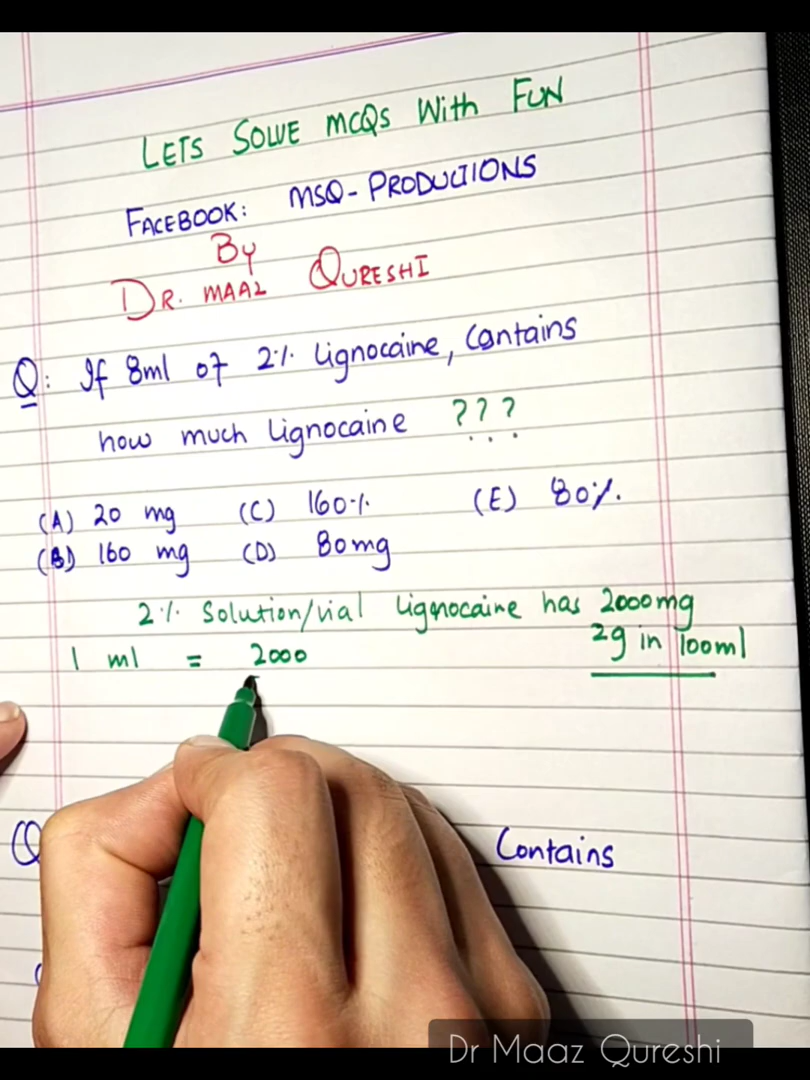 LETS SOLVE MCQS With FUN
FACEBOOK: MSQ-PRODUCTIONS
By
DR. MAAZ QURESHI
Q: If 8ml of 2% Lignocaine, Contains
how much Lignocaine ???
(A) 20 mg (C) 160% (E) 80%.
(B) 160 mg (D) 80mg
2% Solution/vial Lignocaine has 2000mg
2g in 100ml
1 ml = 2000
Q Contains
Dr Maaz Qureshi